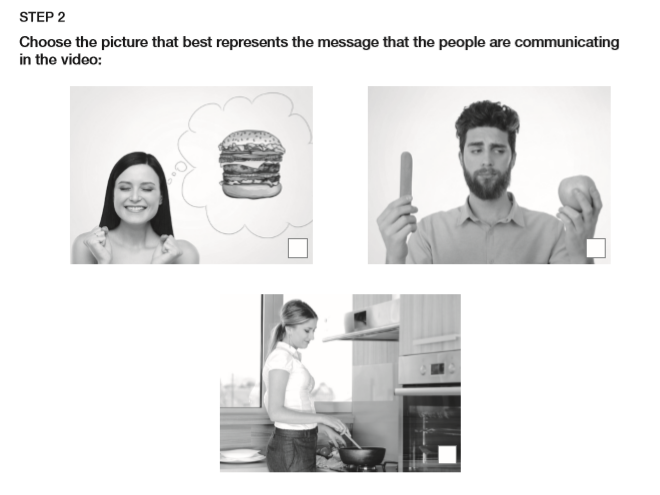 STEP 2
Choose the picture that best represents the message that the people are communicating
in the video: